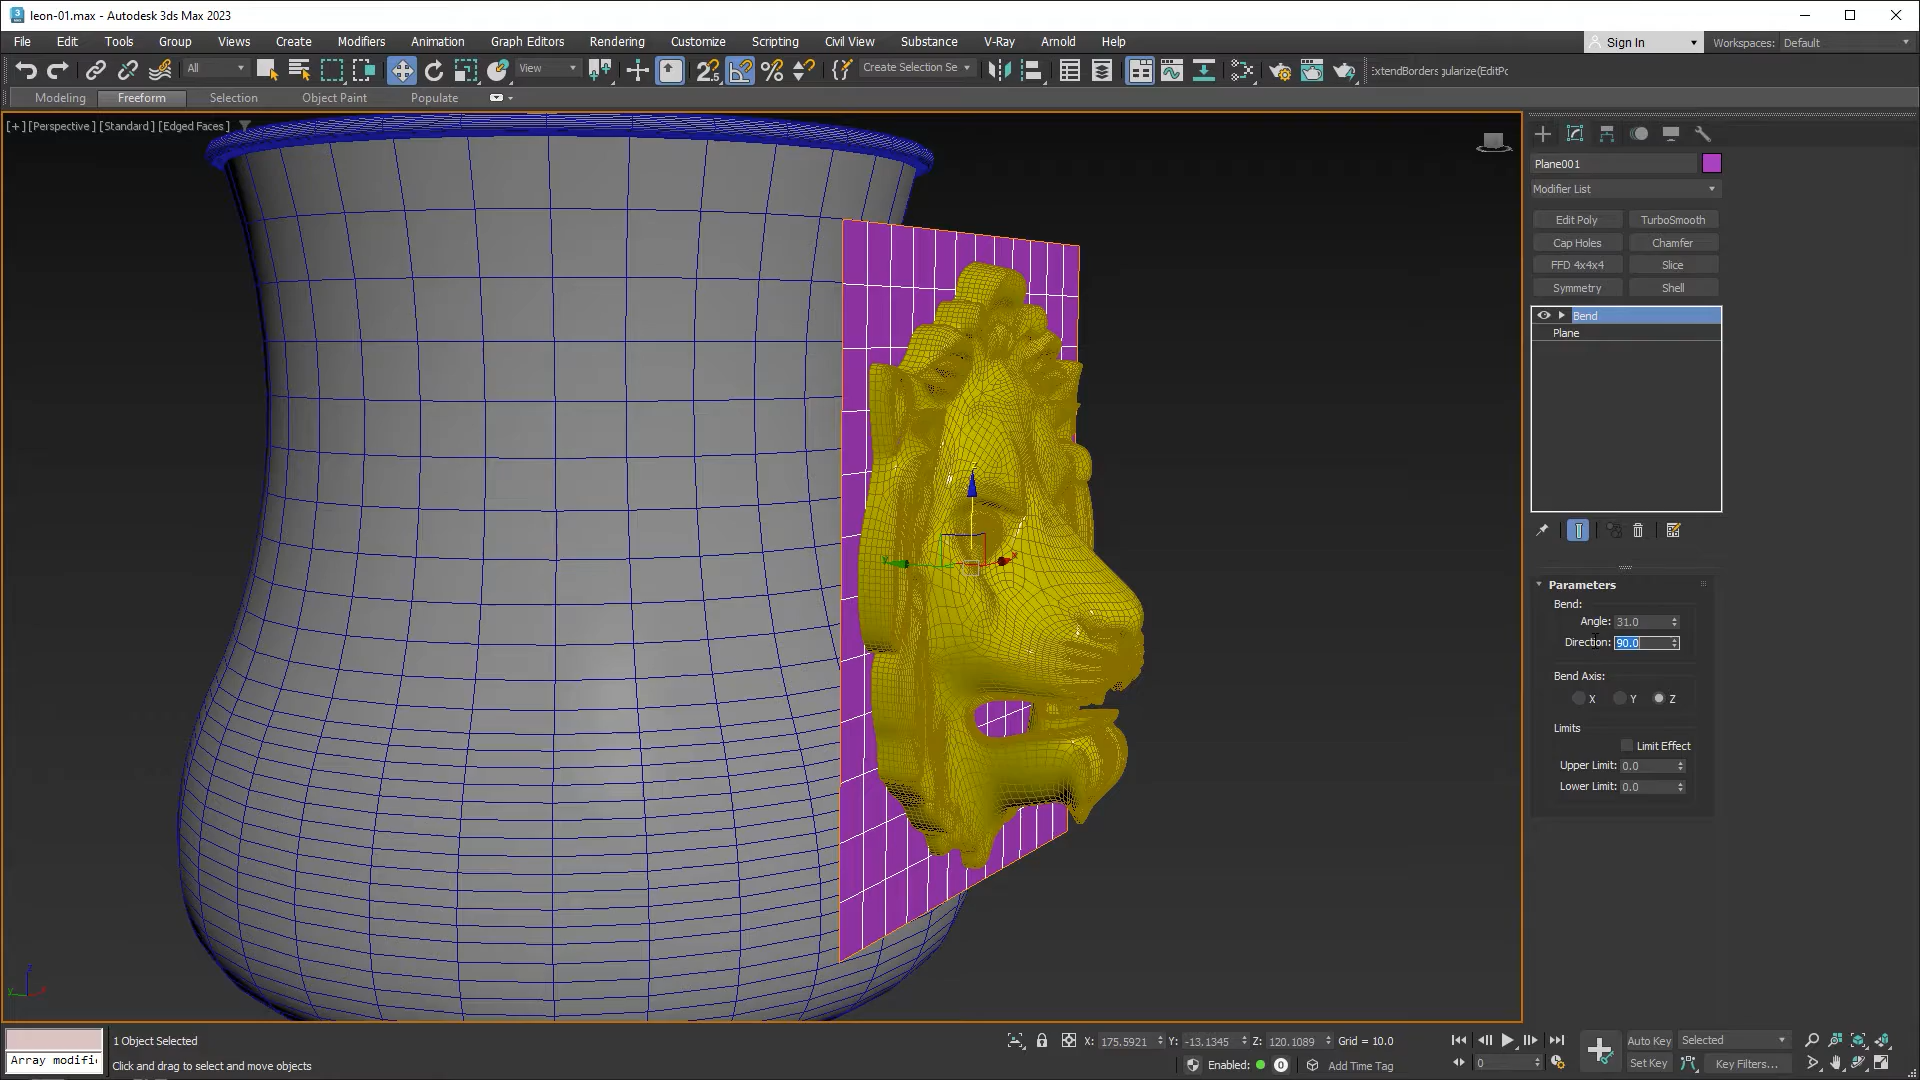 leon-01.max - Autodesk 3ds Max 2023
File Edit Tools Group Views Create Modifiers Animation Graph Editors Rendering Customize Scripting Civil View Substance V-Ray Arnold Help Sign In Workspaces: Default
All View Create Selection Se ExtendBorders gularize(EditPc
Modeling Freeform Selection Object Paint Populate
[+] [Perspective] [Standard] [Edged Faces]
Plane001
Modifier List
Edit Poly TurboSmooth
Cap Holes Chamfer
FFD 4x4x4 Slice
Symmetry Shell
Bend
Plane
Parameters
Bend:
Angle: 31.0
Direction: 90.0
Bend Axis:
X Y Z
Limits
Limit Effect
Upper Limit: 0.0
Lower Limit: 0.0
1 Object Selected X: 175.5921 Y: -13.1345 Z: 120.1089 Grid = 10.0 Auto Key Selected
Array modifi Click and drag to select and move objects Enabled: 0 Add Time Tag 0 Set Key Key Filters...